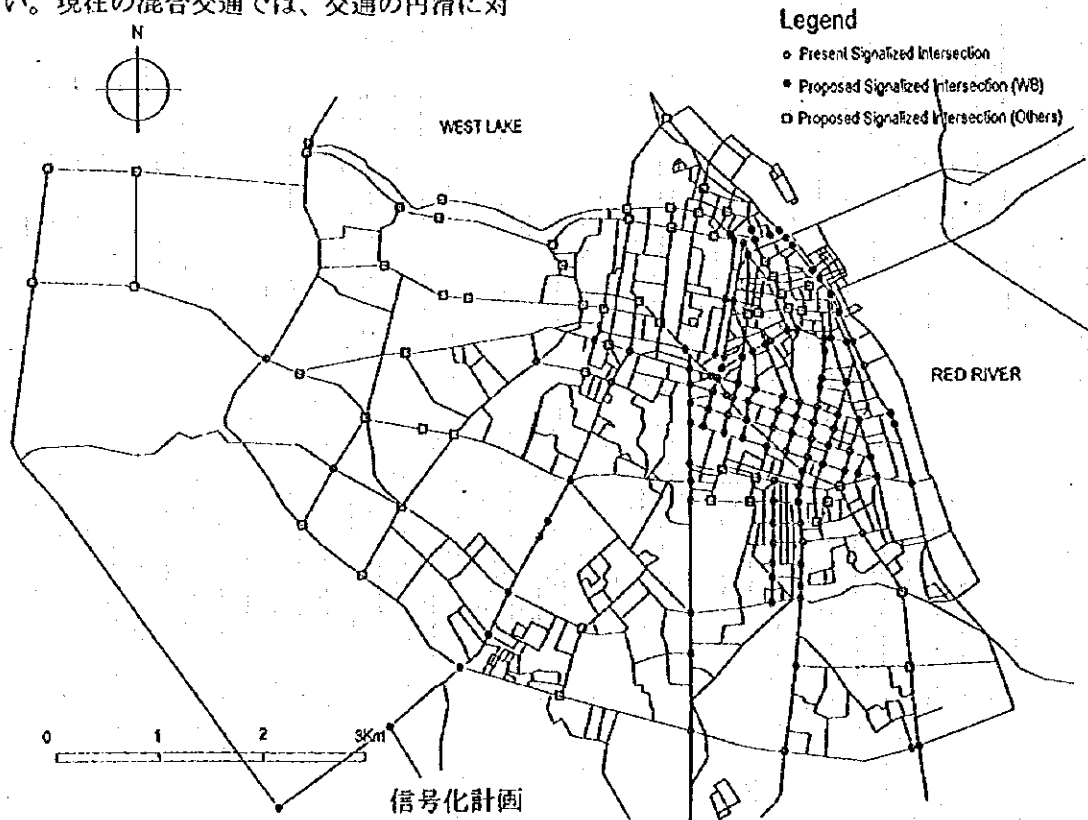 い。現在の混合交通では、交通の円滑に対
Legend
Present Signalized Intersection
Proposed Signalized Intersection (WB)
Proposed Signalized Intersection (Others)
N
WEST LAKE
RED RIVER
0 1 2 3Km
信号化計画